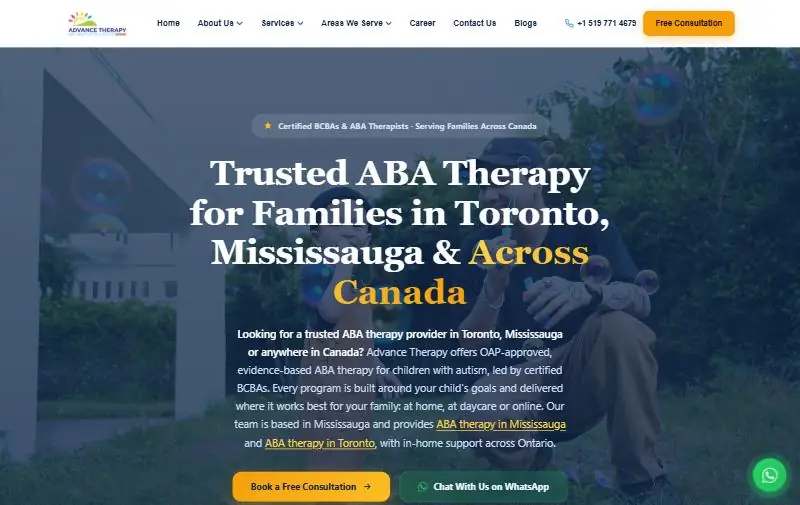 ADVANCE THERAPY
Home About Us Services Areas We Serve Career Contact Us Blogs +1 519 771 4679 Free Consultation
★ Certified BCBAs & ABA Therapists - Serving Families Across Canada
Trusted ABA Therapy
for Families in Toronto,
Mississauga & Across
Canada
Looking for a trusted ABA therapy provider in Toronto, Mississauga
or anywhere in Canada? Advance Therapy offers OAP-approved,
evidence-based ABA therapy for children with autism, led by certified
BCBAs. Every program is built around your child's goals and delivered
where it works best for your family: at home, at daycare or online. Our
team is based in Mississauga and provides ABA therapy in Mississauga
and ABA therapy in Toronto, with in-home support across Ontario.
Book a Free Consultation → Chat With Us on WhatsApp